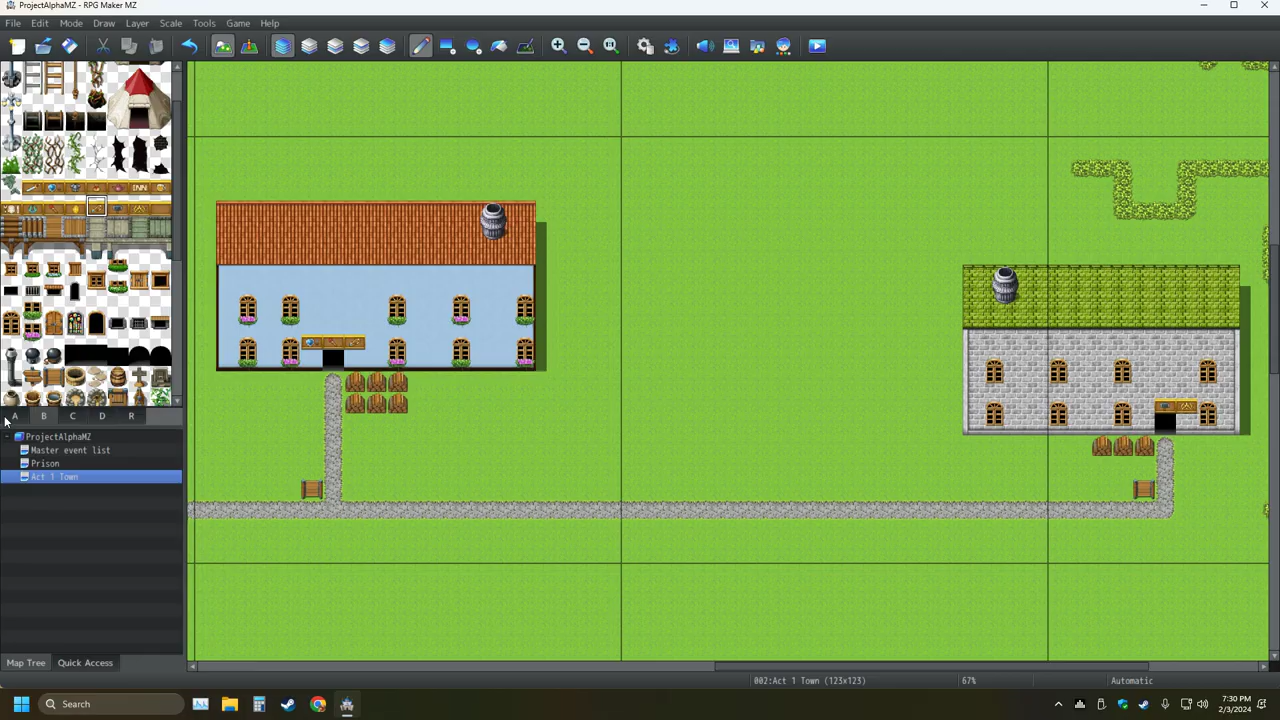 ProjectAlphaMZ - RPG Maker MZ
File Edit Mode Draw Layer Scale Tools Game Help
INN
A B C D R
ProjectAlphaMZ
Master event list
Prison
Act 1 Town
Map Tree Quick Access
002:Act 1 Town (123x123) 67% Automatic
Search
7:30 PM
2/3/2024